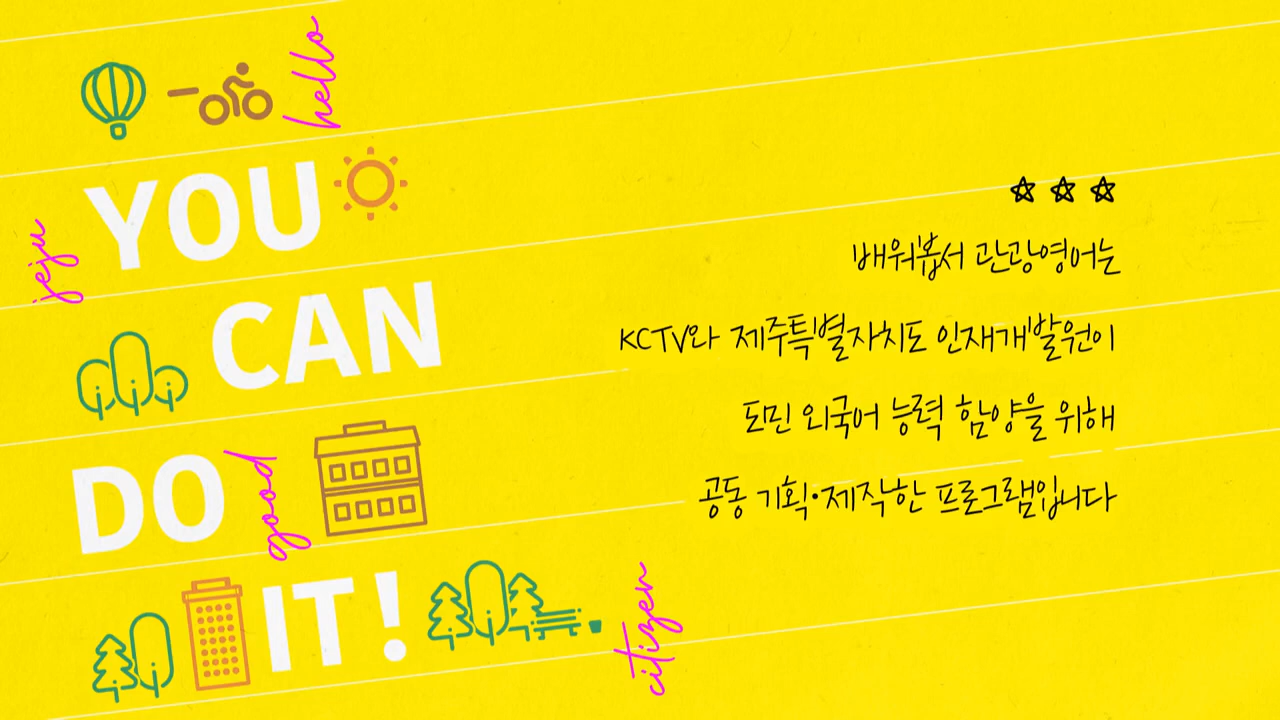 hello
YOU
jeju
CAN
DO
good
IT!
citizen
배워봅서 관광영어는
KCTV와 제주특별자치도 인재개발원이
도민 외국어 능력 함양을 위해
공동 기획·제작한 프로그램입니다